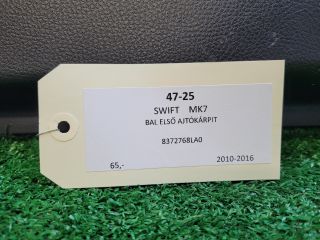 47-25
SWIFT MK7
BAL ELSŐ AJTÓKÁRPIT
8372768LA0
65,- 2010-2016